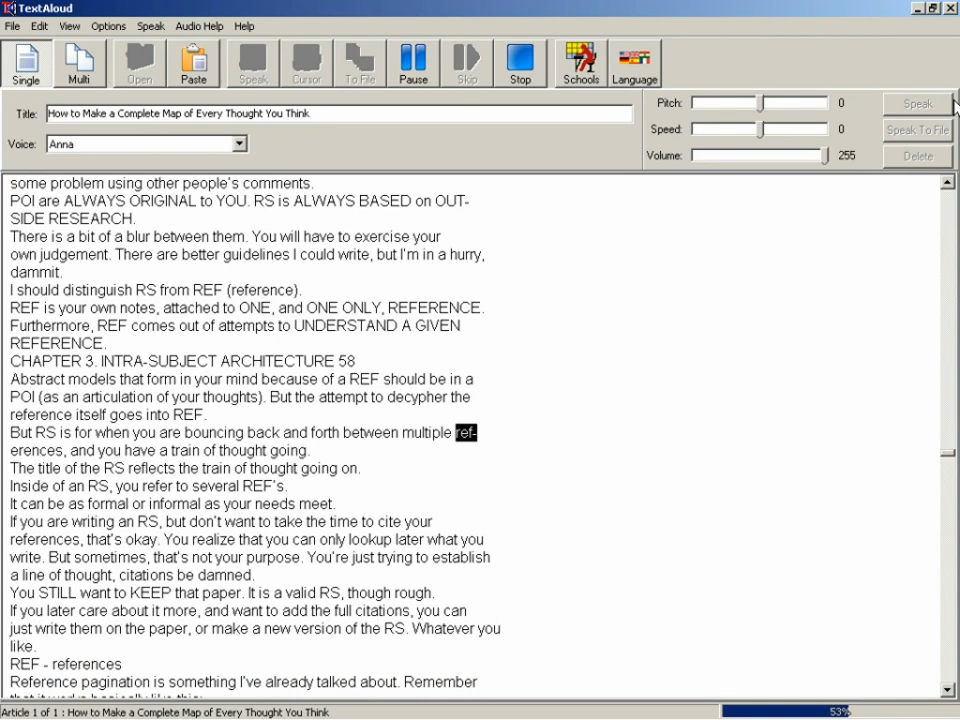 TextAloud
File Edit View Options Speak Audio Help Help
Single Multi Open Paste Speak Cursor To File Pause Skip Stop Schools Language
Title: How to Make a Complete Map of Every Thought You Think
Voice: Anna
Pitch: 0 Speak
Speed: 0 Speak To File
Volume: 255 Delete
some problem using other people's comments.
POI are ALWAYS ORIGINAL to YOU. RS is ALWAYS BASED on OUT-
SIDE RESEARCH.
There is a bit of a blur between them. You will have to exercise your
own judgement. There are better guidelines I could write, but I'm in a hurry,
dammit.
I should distinguish RS from REF (reference).
REF is your own notes, attached to ONE, and ONE ONLY, REFERENCE.
Furthermore, REF comes out of attempts to UNDERSTAND A GIVEN
REFERENCE.
CHAPTER 3. INTRA-SUBJECT ARCHITECTURE 58
Abstract models that form in your mind because of a REF should be in a
POI (as an articulation of your thoughts). But the attempt to decypher the
reference itself goes into REF.
But RS is for when you are bouncing back and forth between multiple ref-
erences, and you have a train of thought going.
The title of the RS reflects the train of thought going on.
Inside of an RS, you refer to several REF's.
It can be as formal or informal as your needs meet.
If you are writing an RS, but don't want to take the time to cite your
references, that's okay. You realize that you can only lookup later what you
write. But sometimes, that's not your purpose. You're just trying to establish
a line of thought, citations be damned.
You STILL want to KEEP that paper. It is a valid RS, though rough.
If you later care about it more, and want to add the full citations, you can
just write them on the paper, or make a new version of the RS. Whatever you
like.
REF - references
Reference pagination is something I've already talked about. Remember
that it works basically like this:
Article 1 of 1 : How to Make a Complete Map of Every Thought You Think 53%